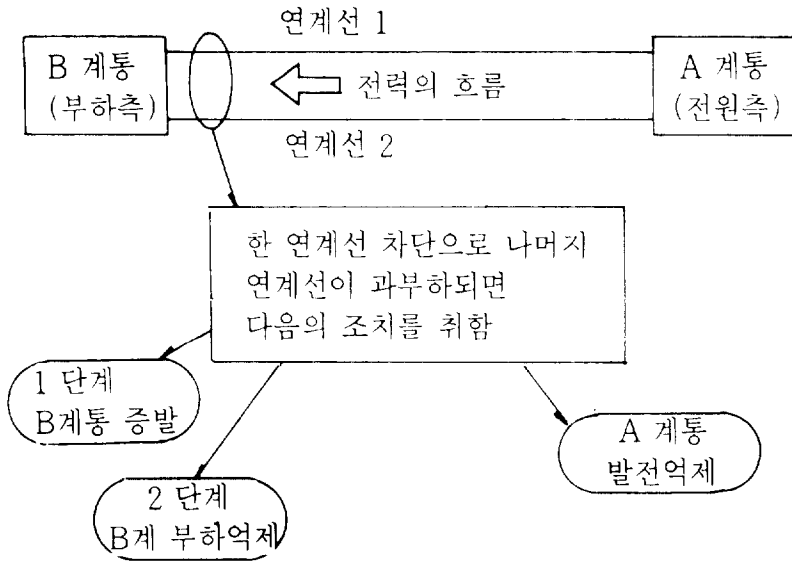 연계선 1
B 계통
(부하측)
전력의 흐름
A 계통
(전원측)
연계선 2
한 연계선 차단으로 나머지
연계선이 과부하되면
다음의 조치를 취함
1 단계
B계통 증발
A 계통
발전억제
2 단계
B계 부하억제